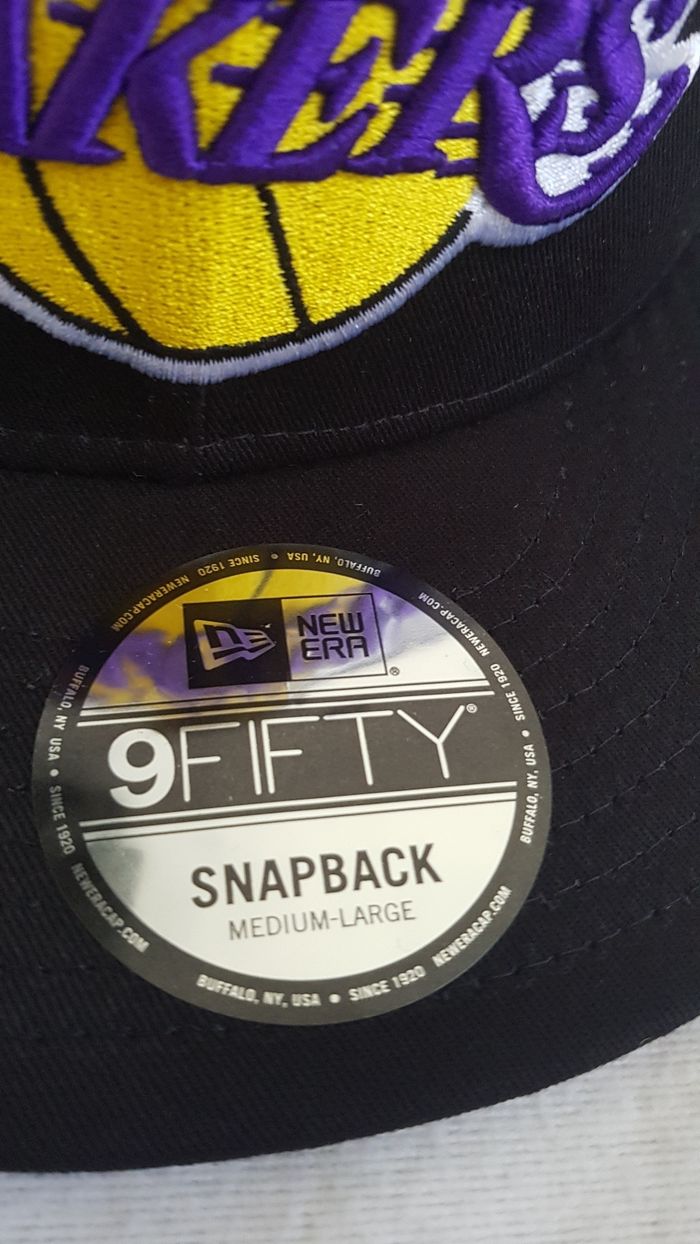 AKERS
NEW
ERA
®
9FIFTY®
SNAPBACK
MEDIUM-LARGE
BUFFALO, NY, USA • SINCE 1920 NEWERACAP.COM
BUFFALO, NY, USA • SINCE 1920 NEWERACAP.COM
BUFFALO, NY, USA • SINCE 1920 NEWERACAP.COM
BUFFALO, NY, USA • SINCE 1920 NEWERACAP.COM